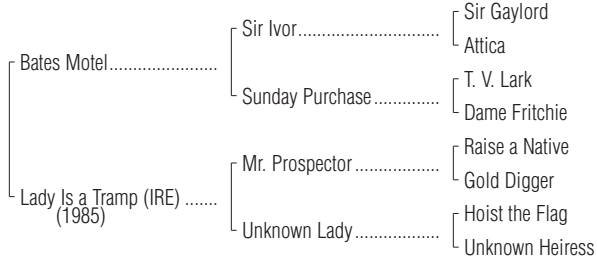 Sir Gaylord
Sir Ivor..............................
Attica
Bates Motel.......................
T. V. Lark
Sunday Purchase..............
Dame Fritchie
Raise a Native
Mr. Prospector..................
Gold Digger
Lady Is a Tramp (IRE).......
(1985)
Hoist the Flag
Unknown Lady..................
Unknown Heiress